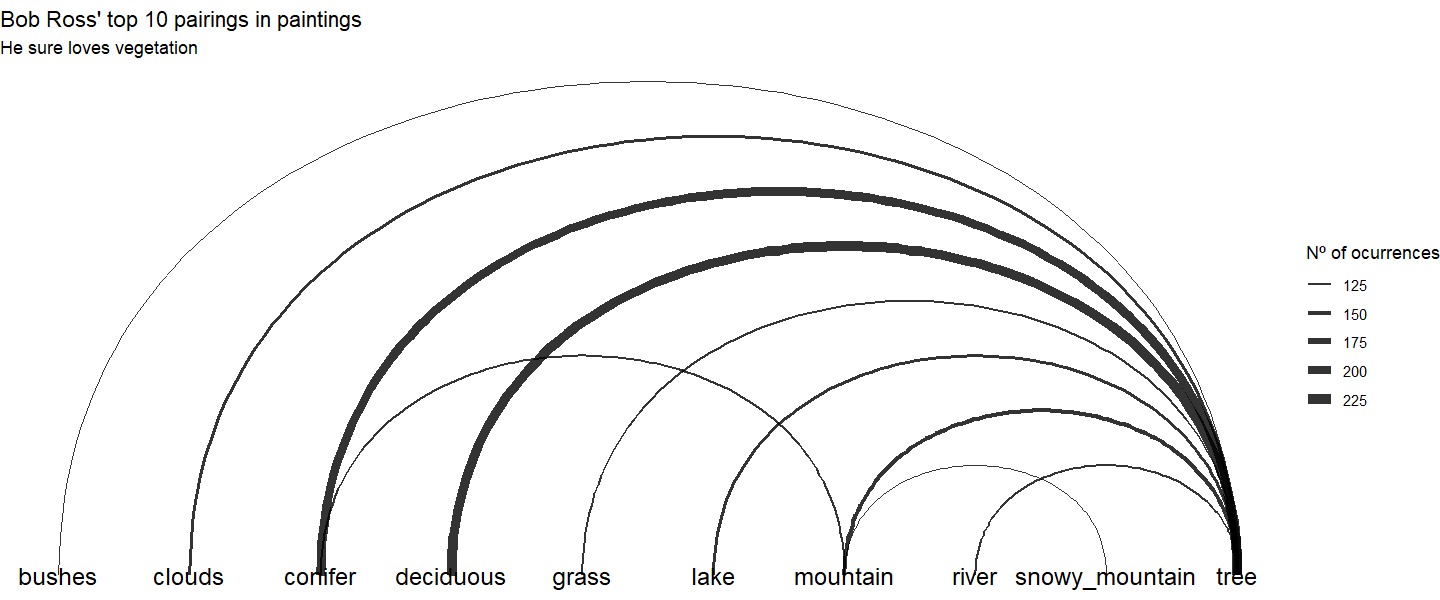 Bob Ross' top 10 pairings in paintings
He sure loves vegetation
Nº of ocurrences
125
150
175
200
225
bushes clouds conifer deciduous grass lake mountain river snowy_mountain tree